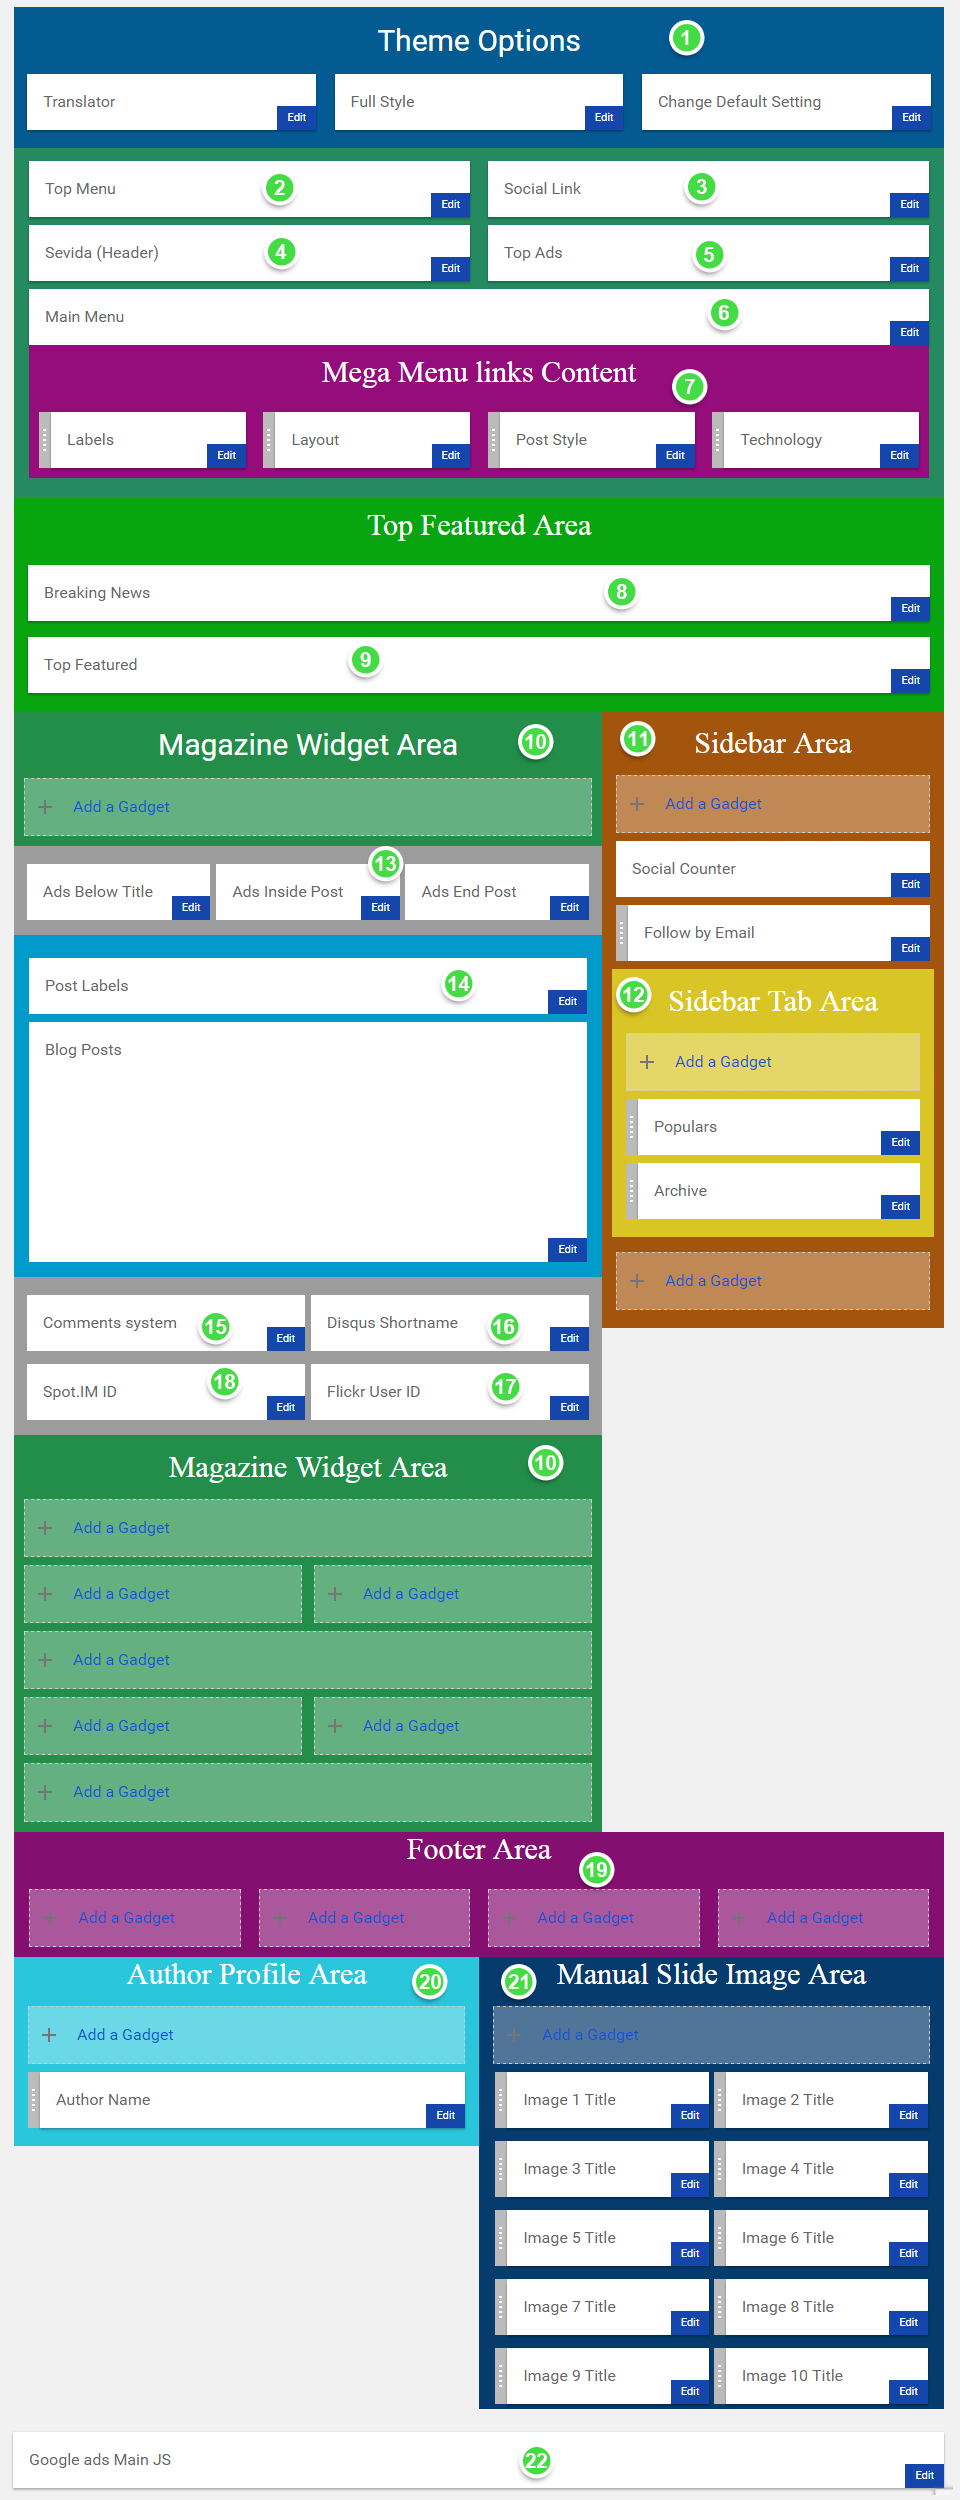 Theme Options 1
Translator Edit
Full Style Edit
Change Default Setting Edit
Top Menu 2 Edit
Social Link 3 Edit
Sevida (Header) 4 Edit
Top Ads 5 Edit
Main Menu 6 Edit
Mega Menu links Content 7
Labels Edit
Layout Edit
Post Style Edit
Technology Edit
Top Featured Area
Breaking News 8 Edit
Top Featured 9 Edit
Magazine Widget Area 10
Add a Gadget
13
Ads Below Title Edit
Ads Inside Post Edit
Ads End Post Edit
Post Labels 14 Edit
Blog Posts
Edit
Comments system 15 Edit
Disqus Shortname 16 Edit
Spot.IM ID 18 Edit
Flickr User ID 17 Edit
Magazine Widget Area 10
Add a Gadget
Add a Gadget
Add a Gadget
Add a Gadget
Add a Gadget
Add a Gadget
Add a Gadget
11 Sidebar Area
Add a Gadget
Social Counter Edit
Follow by Email Edit
12 Sidebar Tab Area
Add a Gadget
Populars Edit
Archive Edit
Add a Gadget
Footer Area
19
Add a Gadget
Add a Gadget
Add a Gadget
Add a Gadget
Author Profile Area 20
Add a Gadget
Author Name Edit
21 Manual Slide Image Area
Add a Gadget
Image 1 Title Edit
Image 2 Title Edit
Image 3 Title Edit
Image 4 Title Edit
Image 5 Title Edit
Image 6 Title Edit
Image 7 Title Edit
Image 8 Title Edit
Image 9 Title Edit
Image 10 Title Edit
Google ads Main JS 22 Edit